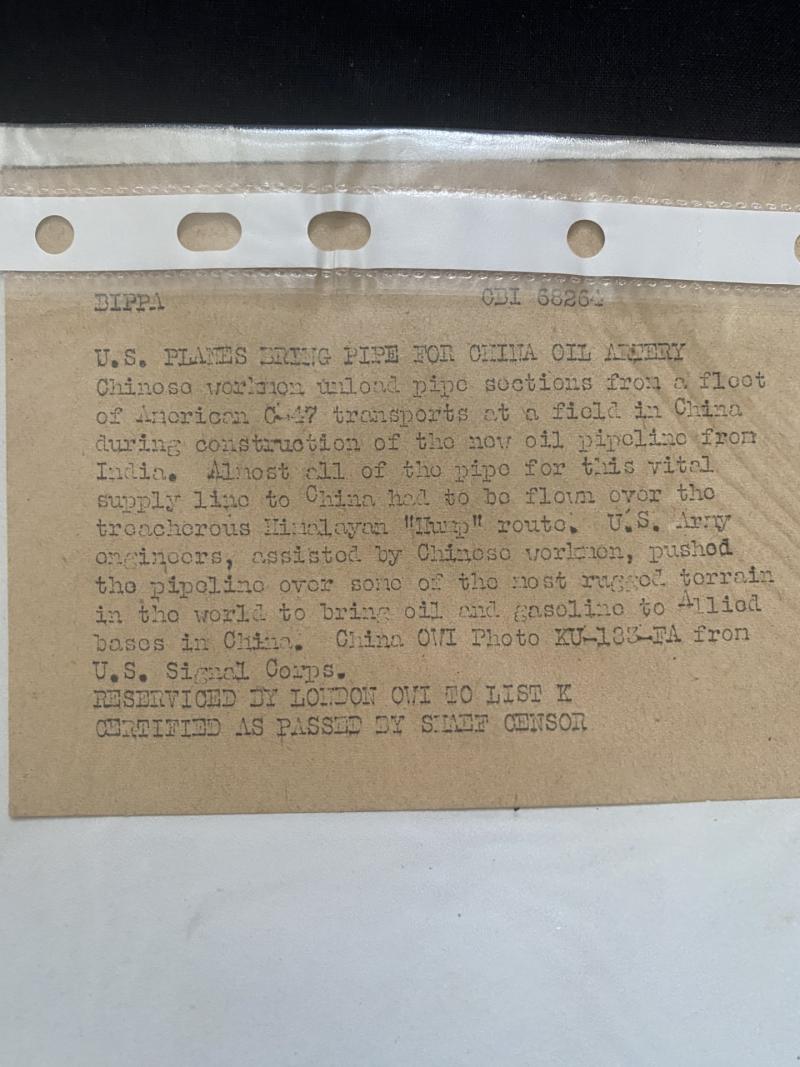 BIPPA CBI 68264
U.S. PLANES BRING PIPE FOR CHINA OIL ARTERY
Chinese workmen unload pipe sections from a fleet
of American C-47 transports at a field in China
during construction of the new oil pipeline from
India. Almost all of the pipe for this vital
supply line to China had to be flown over the
treacherous Himalayan "Hump" route. U.S. Army
engineers, assisted by Chinese workmen, pushed
the pipeline over some of the most rugged terrain
in the world to bring oil and gasoline to Allied
bases in China. China OWI Photo KU-183-FA from
U.S. Signal Corps.
RESERVICED BY LONDON OWI TO LIST K
CERTIFIED AS PASSED BY SHAEF CENSOR